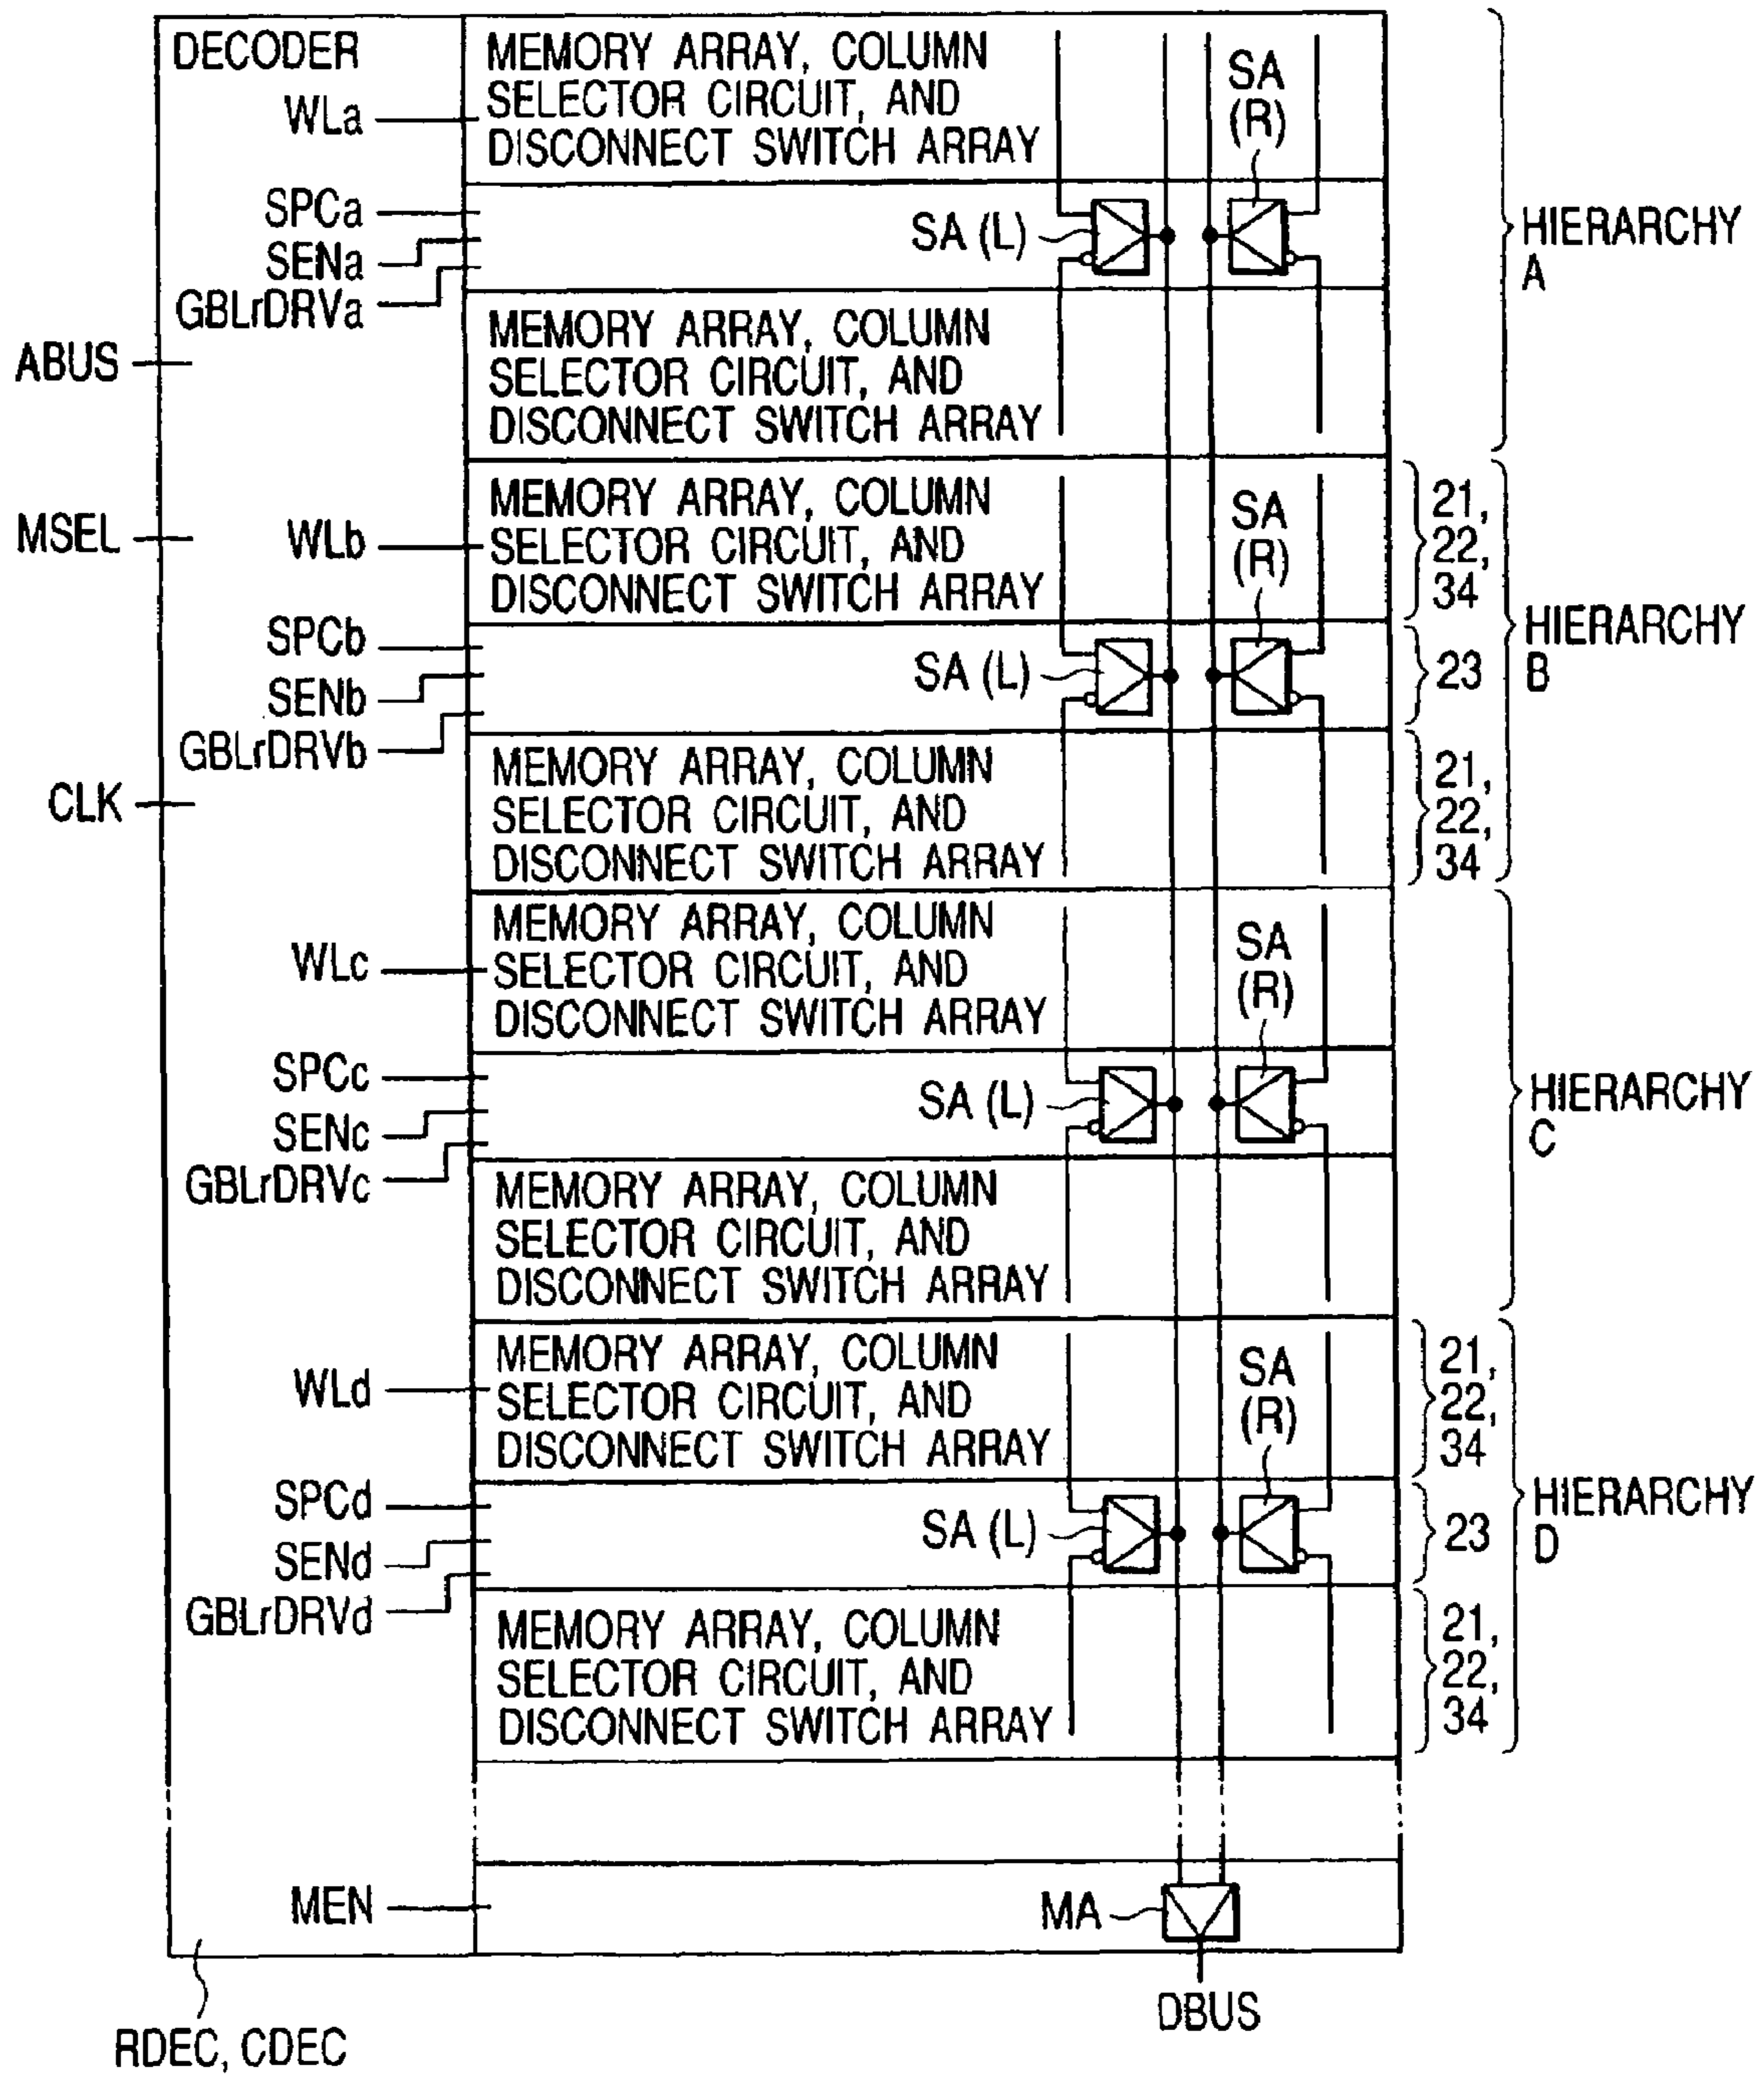 DECODER
WLa
SPCa
SENa
GBLrDRVa
ABUS
MSEL
WLb
SPCb
SENb
GBLrDRVb
CLK
WLc
SPCc
SENc
GBLrDRVc
WLd
SPCd
SENd
GBLrDRVd
MEN
RDEC, CDEC
MEMORY ARRAY, COLUMN
SELECTOR CIRCUIT, AND
DISCONNECT SWITCH ARRAY
SA
(R)
SA (L)
MEMORY ARRAY, COLUMN
SELECTOR CIRCUIT, AND
DISCONNECT SWITCH ARRAY
HIERARCHY
A
MEMORY ARRAY, COLUMN
SELECTOR CIRCUIT, AND
DISCONNECT SWITCH ARRAY
SA
(R)
21,
22,
34
SA (L)
23
HIERARCHY
B
MEMORY ARRAY, COLUMN
SELECTOR CIRCUIT, AND
DISCONNECT SWITCH ARRAY
21,
22,
34
MEMORY ARRAY, COLUMN
SELECTOR CIRCUIT, AND
DISCONNECT SWITCH ARRAY
SA
(R)
SA (L)
HIERARCHY
C
MEMORY ARRAY, COLUMN
SELECTOR CIRCUIT, AND
DISCONNECT SWITCH ARRAY
MEMORY ARRAY, COLUMN
SELECTOR CIRCUIT, AND
DISCONNECT SWITCH ARRAY
SA
(R)
21,
22,
34
SA (L)
23
HIERARCHY
D
MEMORY ARRAY, COLUMN
SELECTOR CIRCUIT, AND
DISCONNECT SWITCH ARRAY
21,
22,
34
MA
DBUS